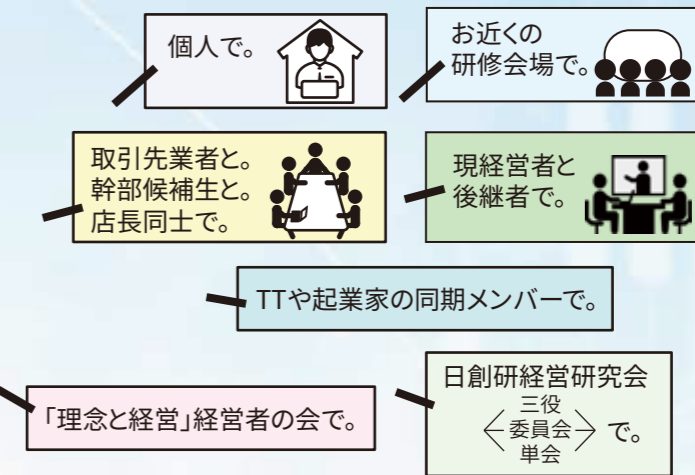 個人で。
お近くの
研修会場で。
取引先業者と。
幹部候補生と。
店長同士で。
現経営者と
後継者で。
TTや起業家の同期メンバーで。
「理念と経営」経営者の会で。
日創研経営研究会
三役
委員会
単会
で。